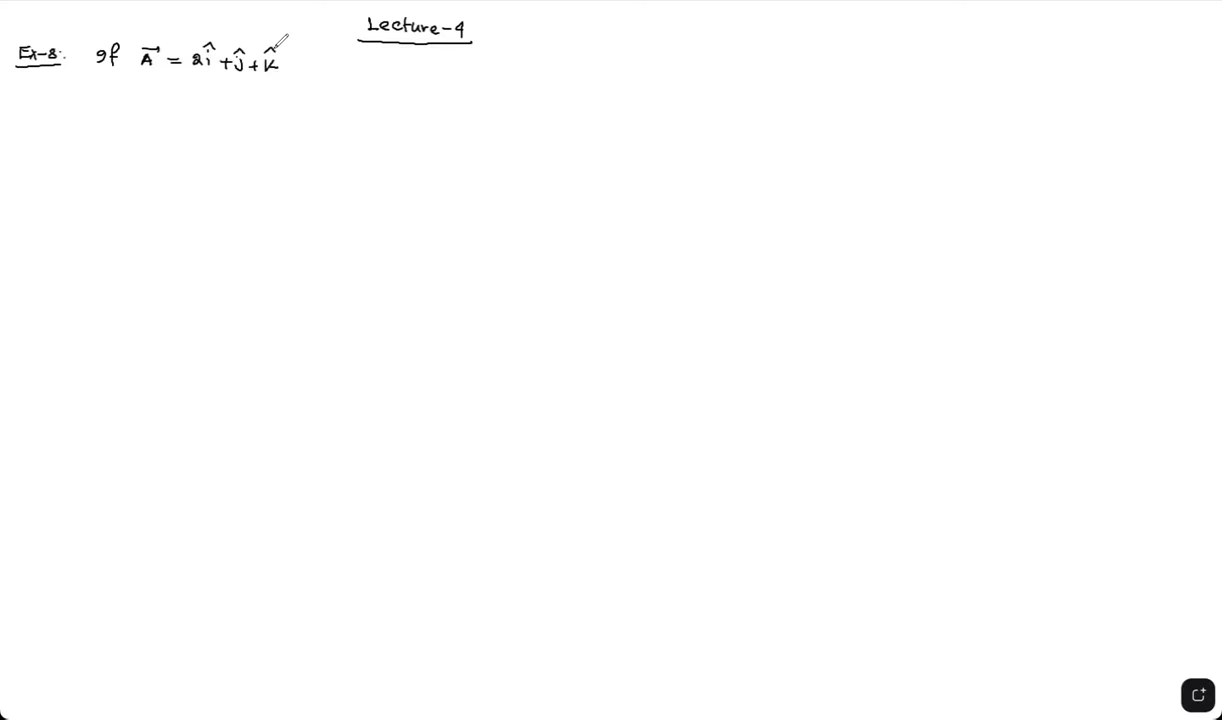 Lecture-4
Ex-8:. If A⃗ = 2î + ĵ + k̂